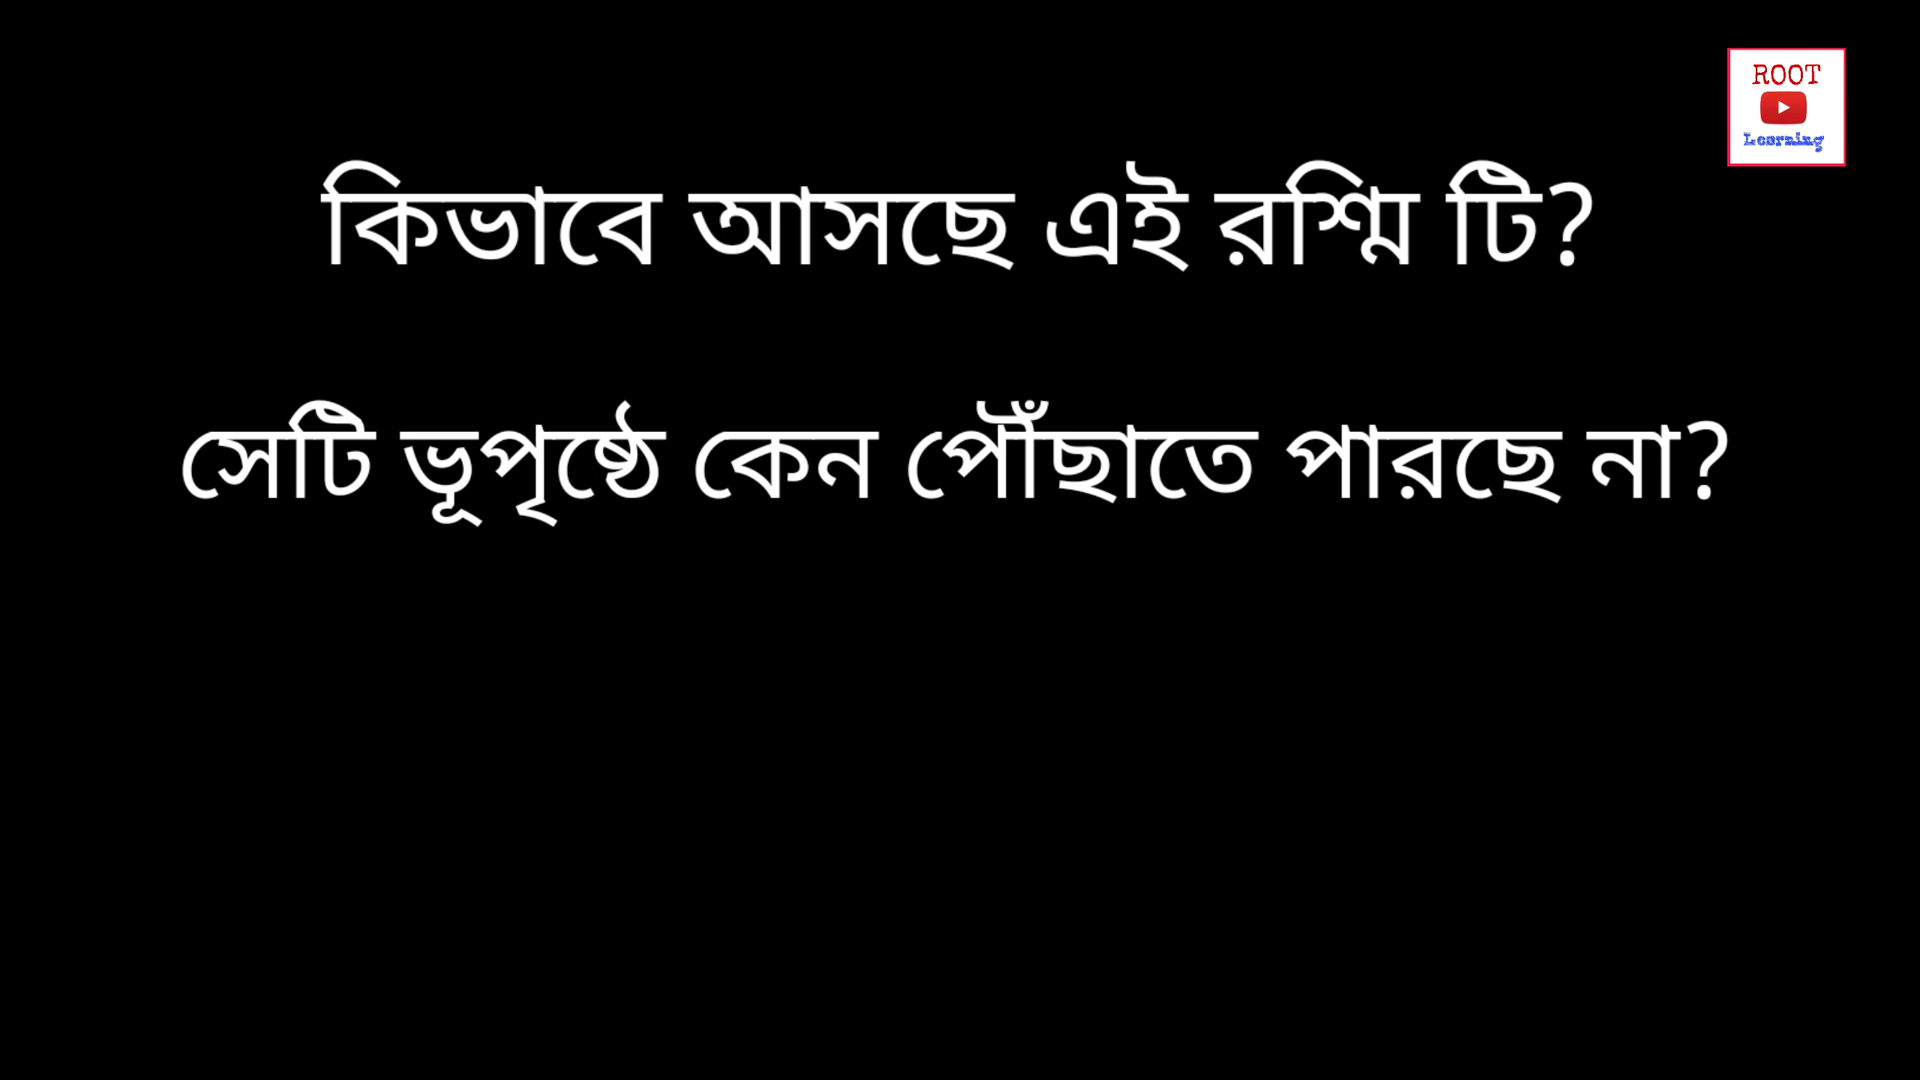 ROOT
Learning
কিভাবে আসছে এই রশ্মি টি?
সেটি ভূপৃষ্ঠে কেন পৌঁছাতে পারছে না?